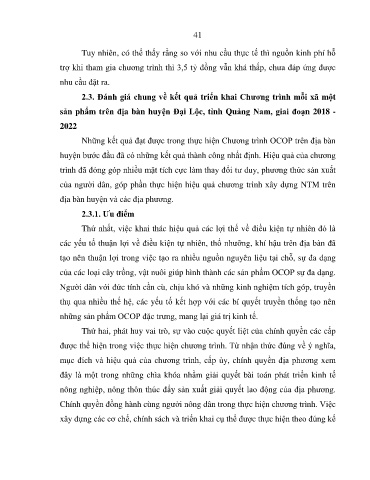 41
Tuy nhiên, có thể thấy rằng so với nhu cầu thực tế thì nguồn kinh phí hỗ
trợ khi tham gia chương trình thì 3,5 tỷ đồng vẫn khá thấp, chưa đáp ứng được
nhu cầu đặt ra.
2.3. Đánh giá chung về kết quả triển khai Chương trình mỗi xã một
sản phẩm trên địa bàn huyện Đại Lộc, tỉnh Quảng Nam, giai đoạn 2018 -
2022
Những kết quả đạt được trong thực hiện Chương trình OCOP trên địa bàn
huyện bước đầu đã có những kết quả thành công nhất định. Hiệu quả của chương
trình đã đóng góp nhiều mặt tích cực làm thay đổi tư duy, phương thức sản xuất
của người dân, góp phần thực hiện hiệu quả chương trình xây dựng NTM trên
địa bàn huyện và các địa phương.
2.3.1. Ưu điểm
Thứ nhất, việc khai thác hiệu quả các lợi thế về điều kiện tự nhiên đó là
các yếu tố thuận lợi về điều kiện tự nhiên, thổ nhưỡng, khí hậu trên địa bàn đã
tạo nên thuận lợi trong việc tạo ra nhiều nguồn nguyên liệu tại chỗ, sự đa dạng
của các loại cây trồng, vật nuôi giúp hình thành các sản phẩm OCOP sự đa dạng.
Người dân với đức tính cần cù, chịu khó và những kinh nghiệm tích góp, truyền
thụ qua nhiều thế hệ, các yếu tố kết hợp với các bí quyết truyền thống tạo nên
những sản phẩm OCOP đặc trưng, mang lại giá trị kinh tế.
Thứ hai, phát huy vai trò, sự vào cuộc quyết liệt của chính quyền các cấp
được thể hiện trong việc thực hiện chương trình. Từ nhận thức đúng về ý nghĩa,
mục đích và hiệu quả của chương trình, cấp ủy, chính quyền địa phương xem
đây là một trong những chìa khóa nhằm giải quyết bài toán phát triển kinh tế
nông nghiệp, nông thôn thúc đẩy sản xuất giải quyết lao động của địa phương.
Chính quyền đồng hành cùng người nông dân trong thực hiện chương trình. Việc
xây dựng các cơ chế, chính sách và triển khai cụ thể được thực hiện theo đúng kế